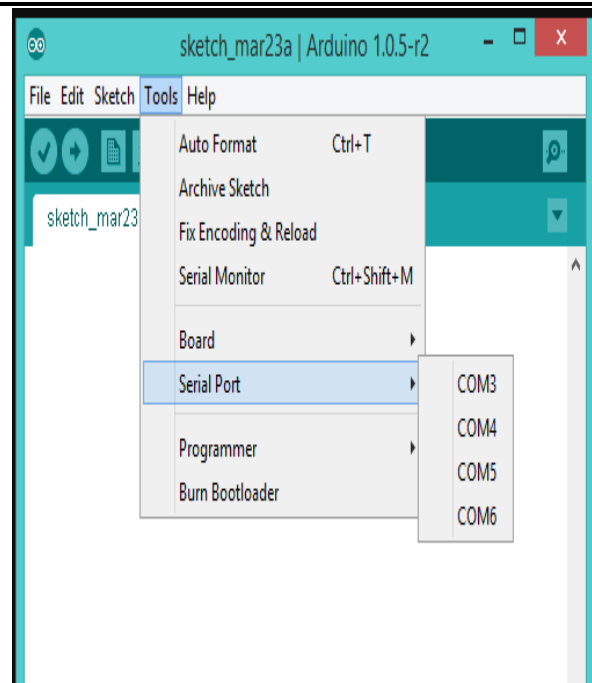 sketch_mar23a | Arduino 1.0.5-r2
File Edit Sketch Tools Help
sketch_mar23
Auto Format Ctrl+T
Archive Sketch
Fix Encoding & Reload
Serial Monitor Ctrl+Shift+M
Board
Serial Port
COM3
COM4
COM5
COM6
Programmer
Burn Bootloader